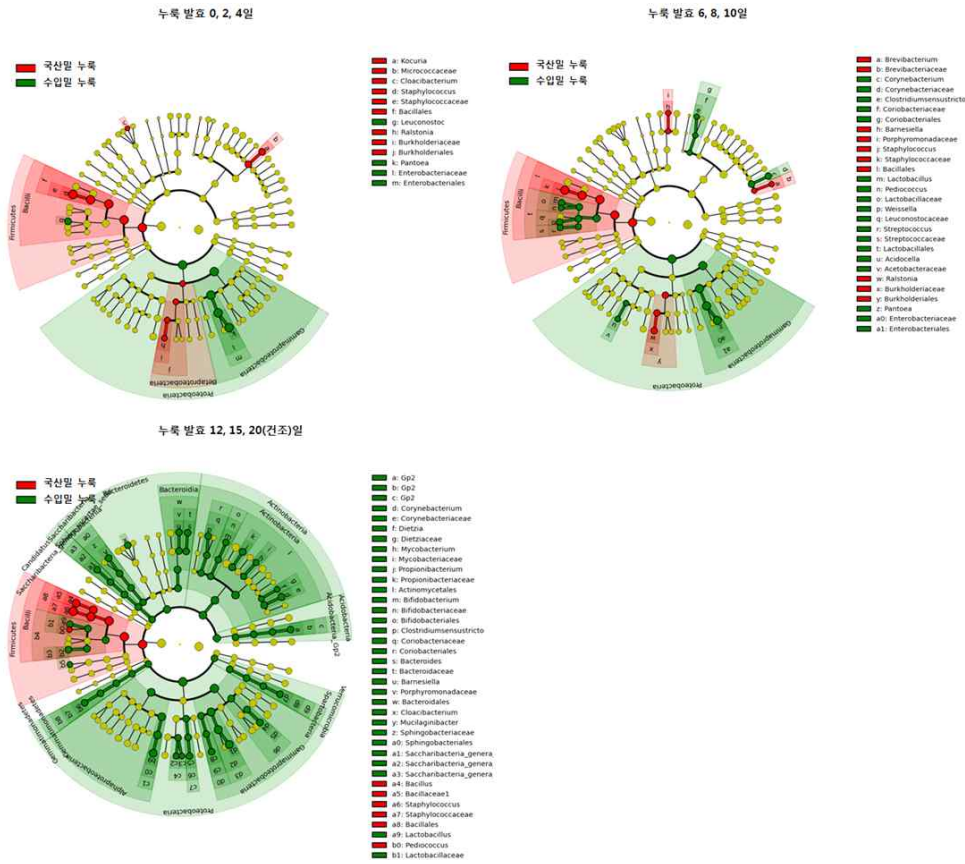 누룩 발효 0, 2, 4일
국산밀 누룩
수입밀 누룩
a: Kocuria
b: Micrococcaceae
c: Cloacibacterium
d: Staphylococcus
e: Staphylococcaceae
f: Bacillales
g: Leuconostoc
h: Ralstonia
i: Burkholderiaceae
j: Burkholderiales
k: Pantoea
l: Enterobacteriaceae
m: Enterobacteriales
Firmicutes
Bacilli
Betaproteobacteria
Proteobacteria
Gammaproteobacteria
누룩 발효 6, 8, 10일
국산밀 누룩
수입밀 누룩
a: Brevibacterium
b: Brevibacteriaceae
c: Corynebacterium
d: Corynebacteriaceae
e: Clostridiumsensustricto
f: Coriobacteriaceae
g: Coriobacteriales
h: Barnesiella
i: Porphyromonadaceae
j: Staphylococcus
k: Staphylococcaceae
l: Bacillales
m: Lactobacillus
n: Pediococcus
o: Lactobacillaceae
p: Weissella
q: Leuconostocaceae
r: Streptococcus
s: Streptococcaceae
t: Lactobacillales
u: Acidocella
v: Acetobacteraceae
w: Ralstonia
x: Burkholderiaceae
y: Burkholderiales
z: Pantoea
a0: Enterobacteriaceae
a1: Enterobacteriales
Firmicutes
Bacilli
Proteobacteria
Gammaproteobacteria
누룩 발효 12, 15, 20(건조)일
국산밀 누룩
수입밀 누룩
a: Gp2
b: Gp2
c: Gp2
d: Corynebacterium
e: Corynebacteriaceae
f: Dietzia
g: Dietziaceae
h: Mycobacterium
i: Mycobacteriaceae
j: Propionibacterium
k: Propionibacteriaceae
l: Actinomycetales
m: Bifidobacterium
n: Bifidobacteriaceae
o: Bifidobacteriales
p: Clostridiumsensustricto
q: Coriobacteriaceae
r: Coriobacteriales
s: Bacteroides
t: Bacteroidaceae
u: Barnesiella
v: Porphyromonadaceae
w: Bacteroidales
x: Cloacibacterium
y: Mucilaginibacter
z: Sphingobacteriaceae
a0: Sphingobacteriales
a1: Saccharibacteria_genera
a2: Saccharibacteria_genera
a3: Saccharibacteria_genera
a4: Bacillus
a5: Bacillaceae1
a6: Staphylococcus
a7: Staphylococcaceae
a8: Bacillales
a9: Lactobacillus
b0: Pediococcus
b1: Lactobacillaceae
Bacteroidetes
Bacteroidia
Actinobacteria
Actinobacteria
Acidobacteria
Acidobacteria_Gp2
Firmicutes
Bacilli
Gemmatimonadetes
Gemmatimonadetes
Alphaproteobacteria
Proteobacteria
Gammaproteobacteria
Verrucomicrobia